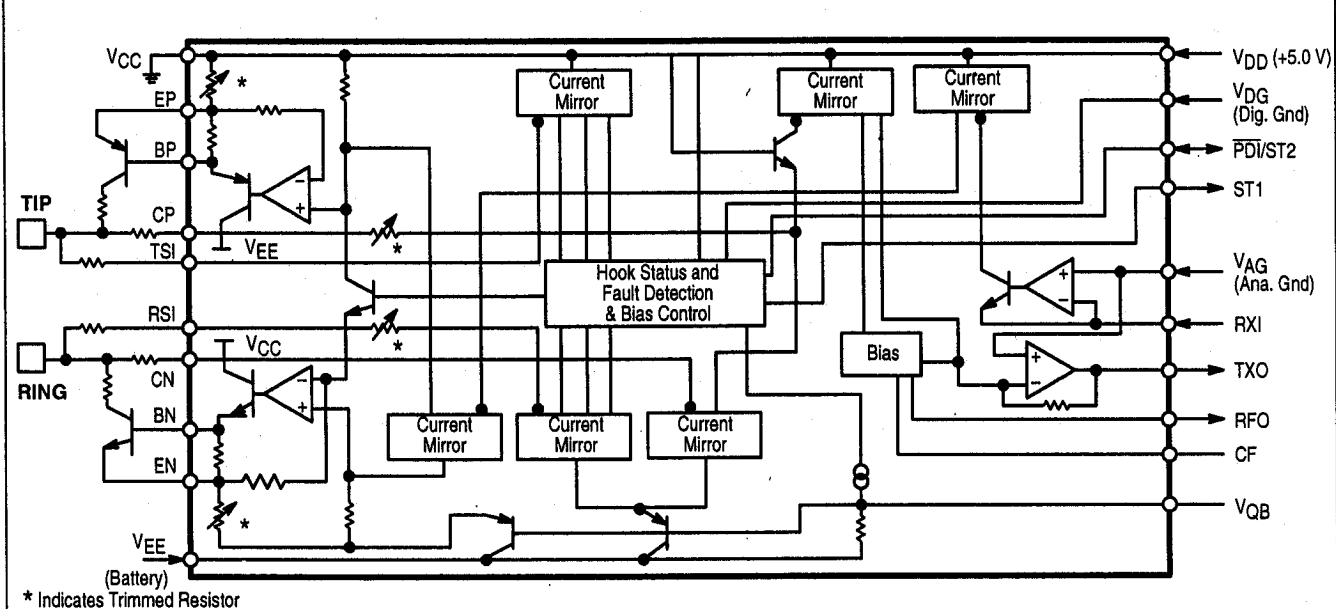 VCC
*
EP
BP
TIP
CP
TSI
VEE
*
-
+
RSI
*
RING
CN
VCC
BN
EN
-
+
*
VEE
(Battery)
* Indicates Trimmed Resistor
Current
Mirror
Current
Mirror
Current
Mirror
Hook Status and
Fault Detection
& Bias Control
Bias
Current
Mirror
Current
Mirror
Current
Mirror
+
-
+
-
VDD (+5.0 V)
VDG
(Dig. Gnd)
PDI/ST2
ST1
VAG
(Ana. Gnd)
RXI
TXO
RFO
CF
VQB